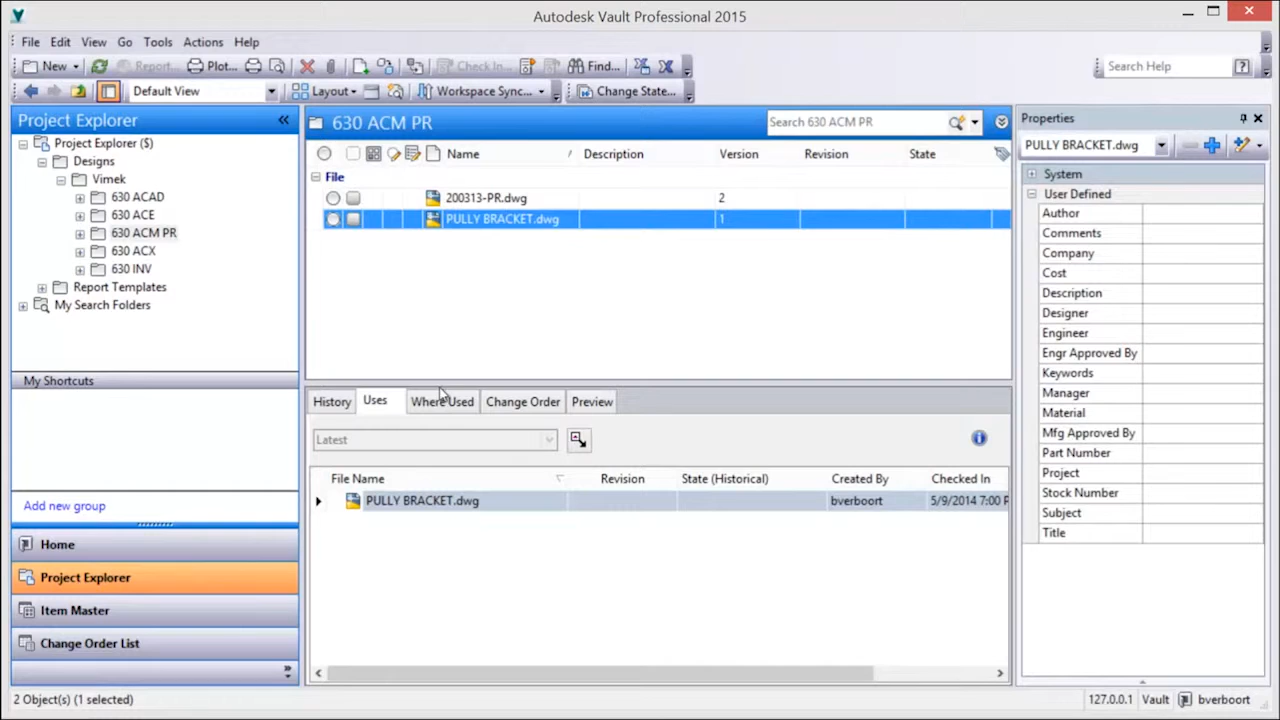 Autodesk Vault Professional 2015
File Edit View Go Tools Actions Help
New Report... Plot... Check In... Find... Search Help
Default View Layout Workspace Sync... Change State...
Project Explorer
Project Explorer ($)
Designs
Vimek
630 ACAD
630 ACE
630 ACM PR
630 ACX
630 INV
Report Templates
My Search Folders
My Shortcuts
Add new group
Home
Project Explorer
Item Master
Change Order List
630 ACM PR Search 630 ACM PR
Name Description Version Revision State
File
200313-PR.dwg 2
PULLY BRACKET.dwg 1
History Uses Where Used Change Order Preview
Latest
File Name Revision State (Historical) Created By Checked In
PULLY BRACKET.dwg bverboort 5/9/2014 7:00 P
Properties
PULLY BRACKET.dwg
System
User Defined
Author
Comments
Company
Cost
Description
Designer
Engineer
Engr Approved By
Keywords
Manager
Material
Mfg Approved By
Part Number
Project
Stock Number
Subject
Title
2 Object(s) (1 selected) 127.0.0.1 Vault bverboort